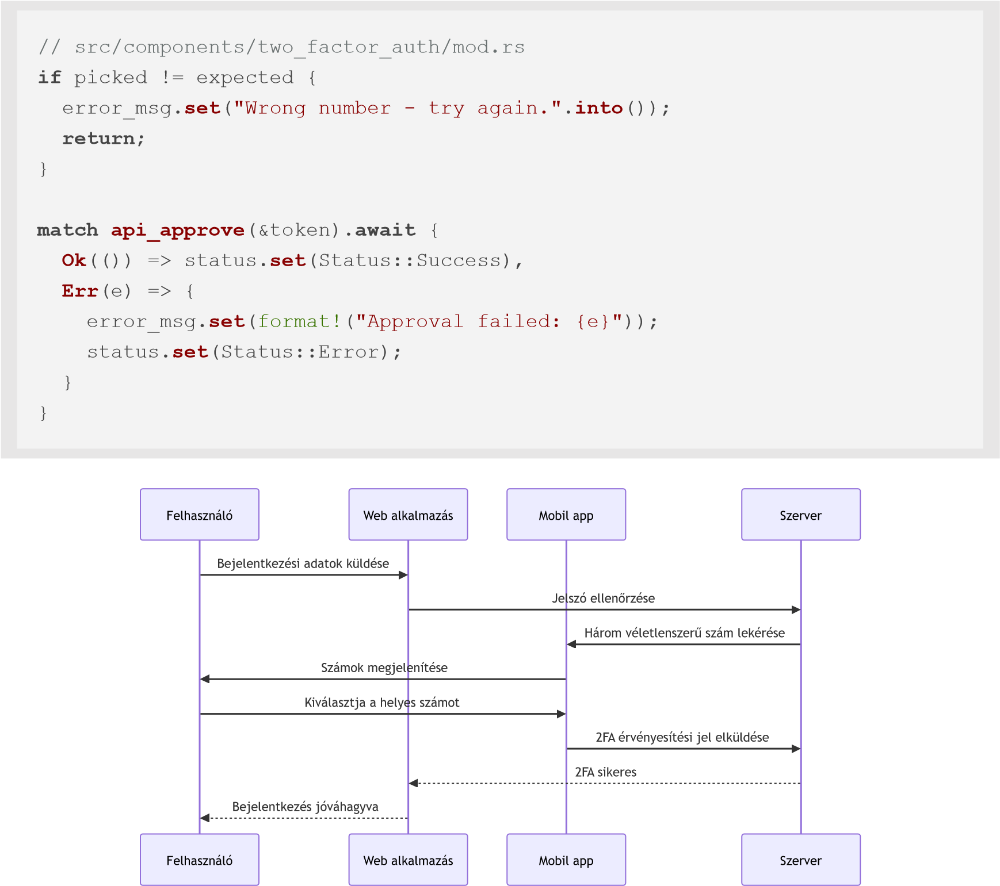 // src/components/two_factor_auth/mod.rs
if picked != expected {
  error_msg.set("Wrong number - try again.".into());
  return;
}
match api_approve(&token).await {
  Ok(()) => status.set(Status::Success),
  Err(e) => {
    error_msg.set(format!("Approval failed: {e}"));
    status.set(Status::Error);
  }
}
Felhasználó Web alkalmazás Mobil app Szerver
Bejelentkezési adatok küldése
Jelszó ellenőrzése
Három véletlenszerű szám lekérése
Számok megjelenítése
Kiválasztja a helyes számot
2FA érvényesítési jel elküldése
2FA sikeres
Bejelentkezés jóváhagyva
Felhasználó Web alkalmazás Mobil app Szerver